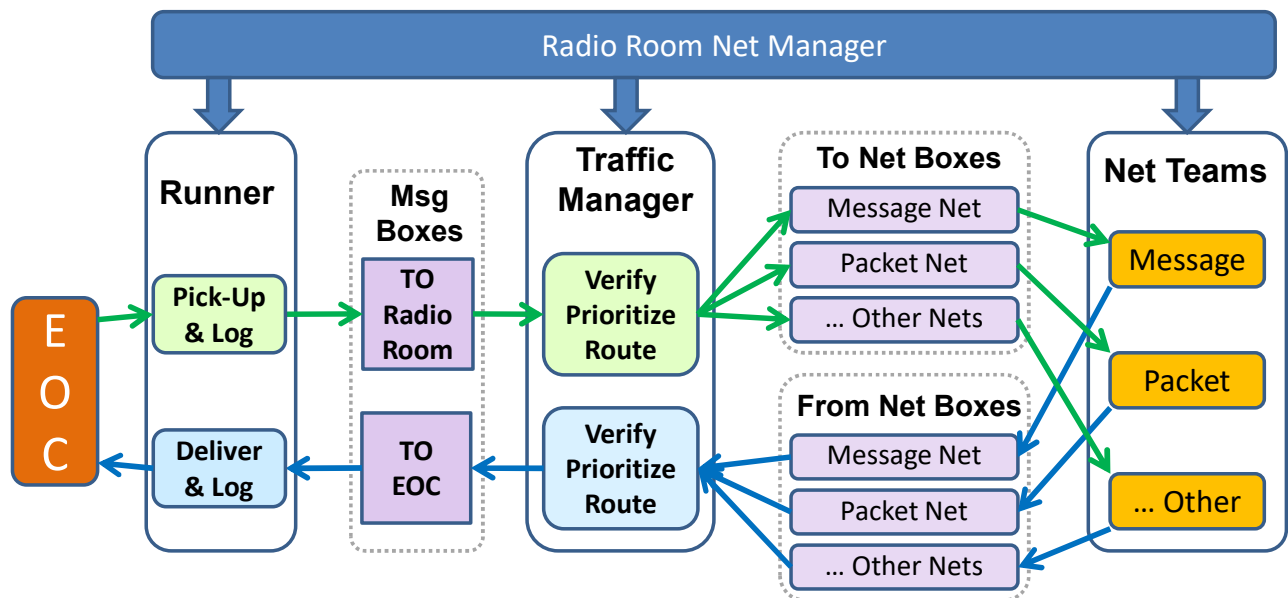 Radio Room Net Manager
Runner
Pick-Up
& Log
Deliver
& Log
E
O
C
Msg
Boxes
TO
Radio
Room
TO
EOC
Traffic
Manager
Verify
Prioritize
Route
Verify
Prioritize
Route
To Net Boxes
Message Net
Packet Net
... Other Nets
From Net Boxes
Message Net
Packet Net
... Other Nets
Net Teams
Message
Packet
... Other